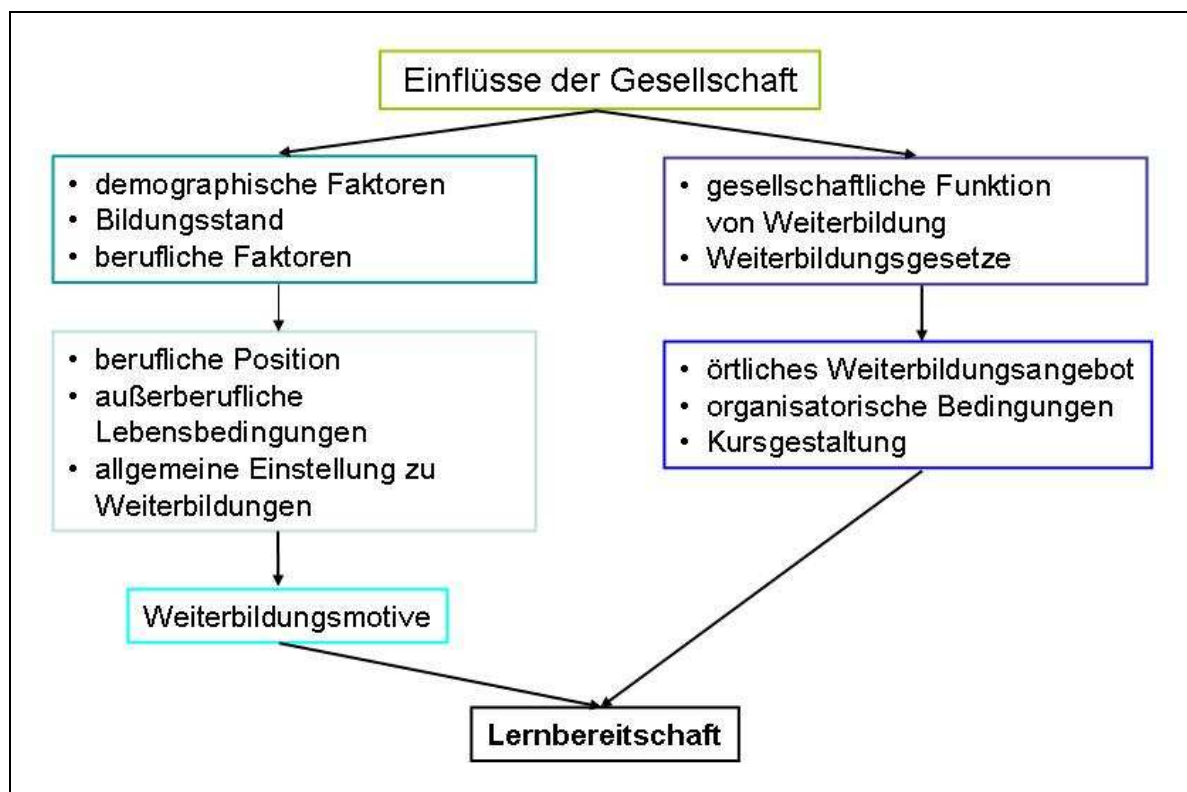 Einflüsse der Gesellschaft
• demographische Faktoren
• Bildungsstand
• berufliche Faktoren
• gesellschaftliche Funktion
von Weiterbildung
• Weiterbildungsgesetze
• berufliche Position
• außerberufliche
Lebensbedingungen
• allgemeine Einstellung zu
Weiterbildungen
• örtliches Weiterbildungsangebot
• organisatorische Bedingungen
• Kursgestaltung
Weiterbildungsmotive
Lernbereitschaft